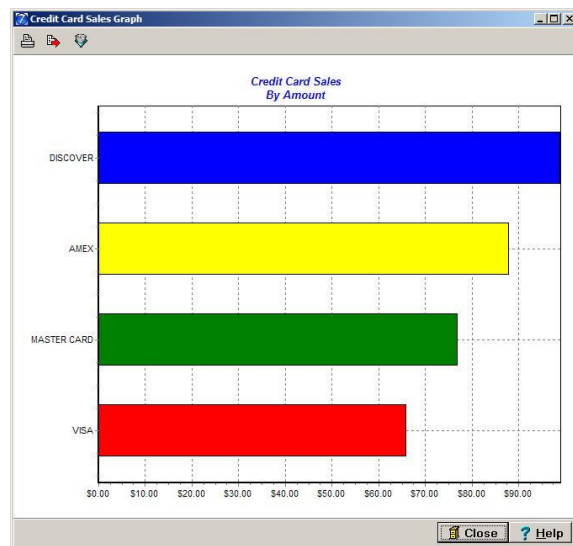 Credit Card Sales Graph
Credit Card Sales
By Amount
DISCOVER
AMEX
MASTER CARD
VISA
$0.00 $10.00 $20.00 $30.00 $40.00 $50.00 $60.00 $70.00 $80.00 $90.00
Close ? Help